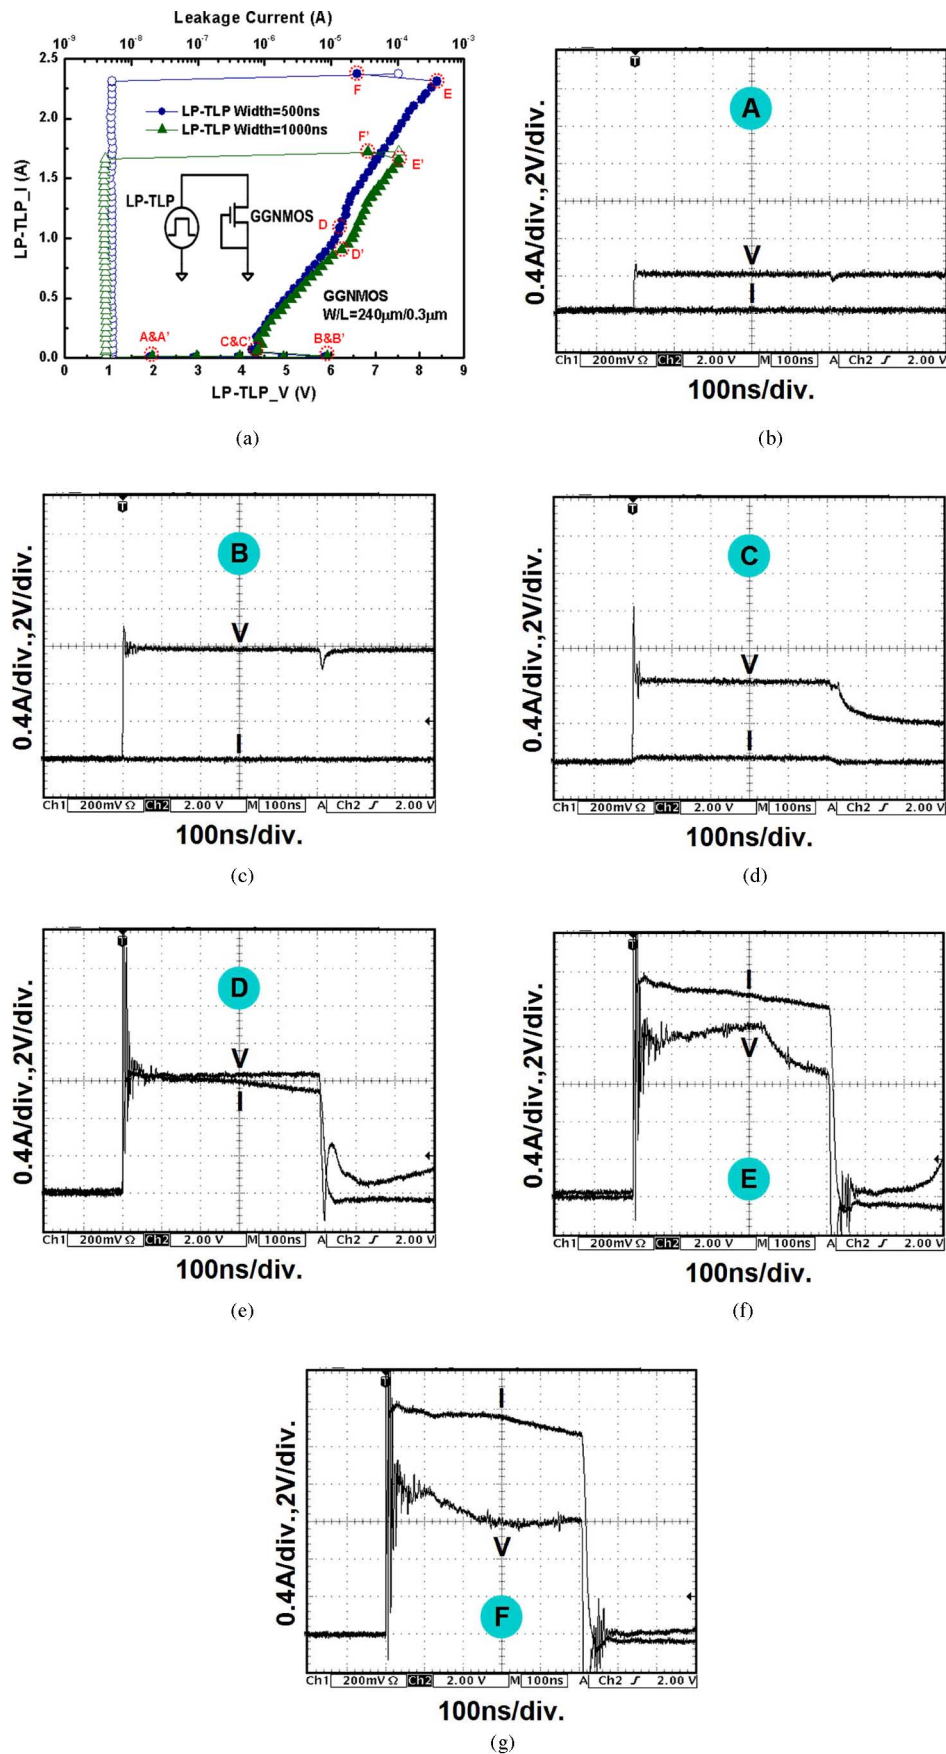 Leakage Current (A)
10⁻⁹ 10⁻⁸ 10⁻⁷ 10⁻⁶ 10⁻⁵ 10⁻⁴ 10⁻³
2.5
2.0
1.5
1.0
0.5
0.0
LP-TLP_I (A)
F
E
LP-TLP Width=500ns
LP-TLP Width=1000ns
F'
E'
LP-TLP
GGNMOS
D
D'
GGNMOS
W/L=240μm/0.3μm
A&A'
C&C'
B&B'
0 1 2 3 4 5 6 7 8 9
LP-TLP_V (V)
(a)
0.4A/div.,2V/div.
T
A
V
I
Ch1 200mV Ω Ch2 2.00 V M 100ns A Ch2 2.00 V
100ns/div.
(b)
0.4A/div.,2V/div.
T
B
V
I
Ch1 200mV Ω Ch2 2.00 V M 100ns A Ch2 2.00 V
100ns/div.
(c)
0.4A/div.,2V/div.
T
C
V
I
Ch1 200mV Ω Ch2 2.00 V M 100ns A Ch2 2.00 V
100ns/div.
(d)
0.4A/div.,2V/div.
T
D
V
I
Ch1 200mV Ω Ch2 2.00 V M 100ns A Ch2 2.00 V
100ns/div.
(e)
0.4A/div.,2V/div.
T
I
V
E
Ch1 200mV Ω Ch2 2.00 V M 100ns A Ch2 2.00 V
100ns/div.
(f)
0.4A/div.,2V/div.
T
I
V
F
Ch1 200mV Ω Ch2 2.00 V M 100ns A Ch2 2.00 V
100ns/div.
(g)